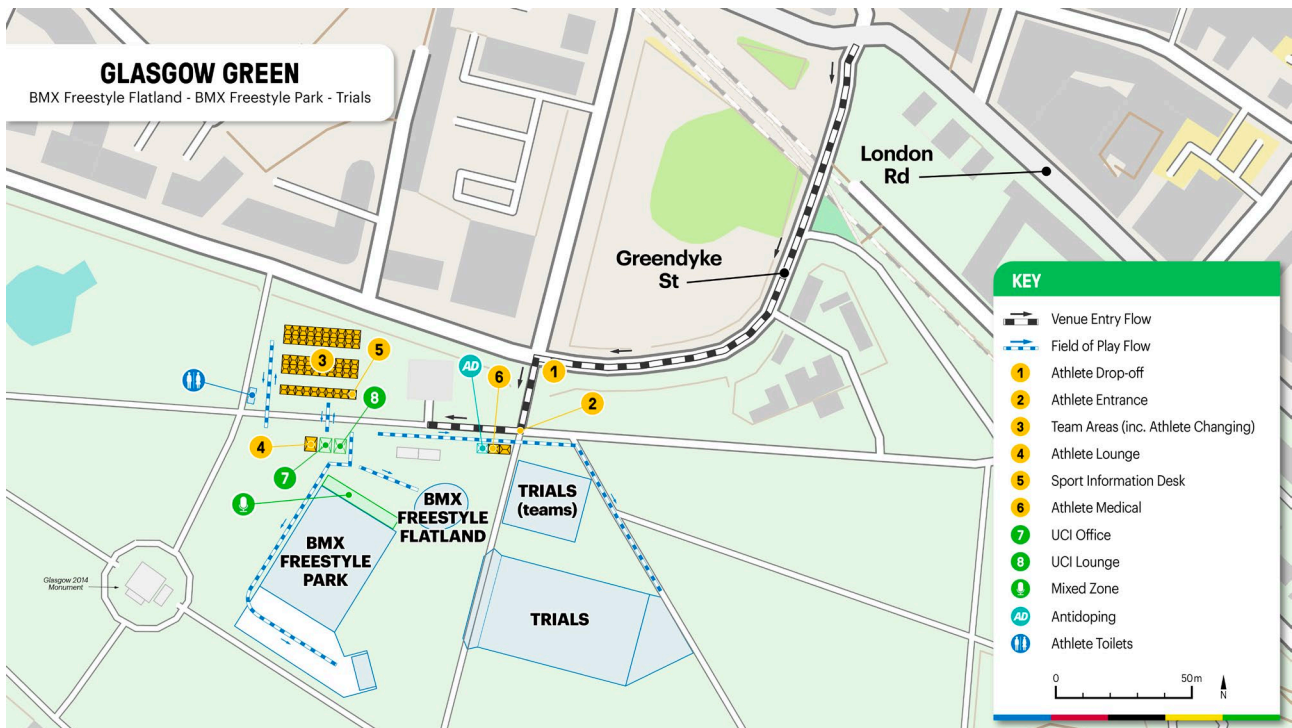 GLASGOW GREEN
BMX Freestyle Flatland - BMX Freestyle Park - Trials
London
Rd
Greendyke
St
KEY
Venue Entry Flow
Field of Play Flow
1 Athlete Drop-off
2 Athlete Entrance
3 Team Areas (inc. Athlete Changing)
4 Athlete Lounge
5 Sport Information Desk
6 Athlete Medical
7 UCI Office
8 UCI Lounge
Mixed Zone
AD Antidoping
Athlete Toilets
0 50m
N
3
5
8
AD
6
1
2
4
7
BMX
FREESTYLE
FLATLAND
TRIALS
(teams)
BMX
FREESTYLE
PARK
TRIALS
Glasgow 2014
Monument